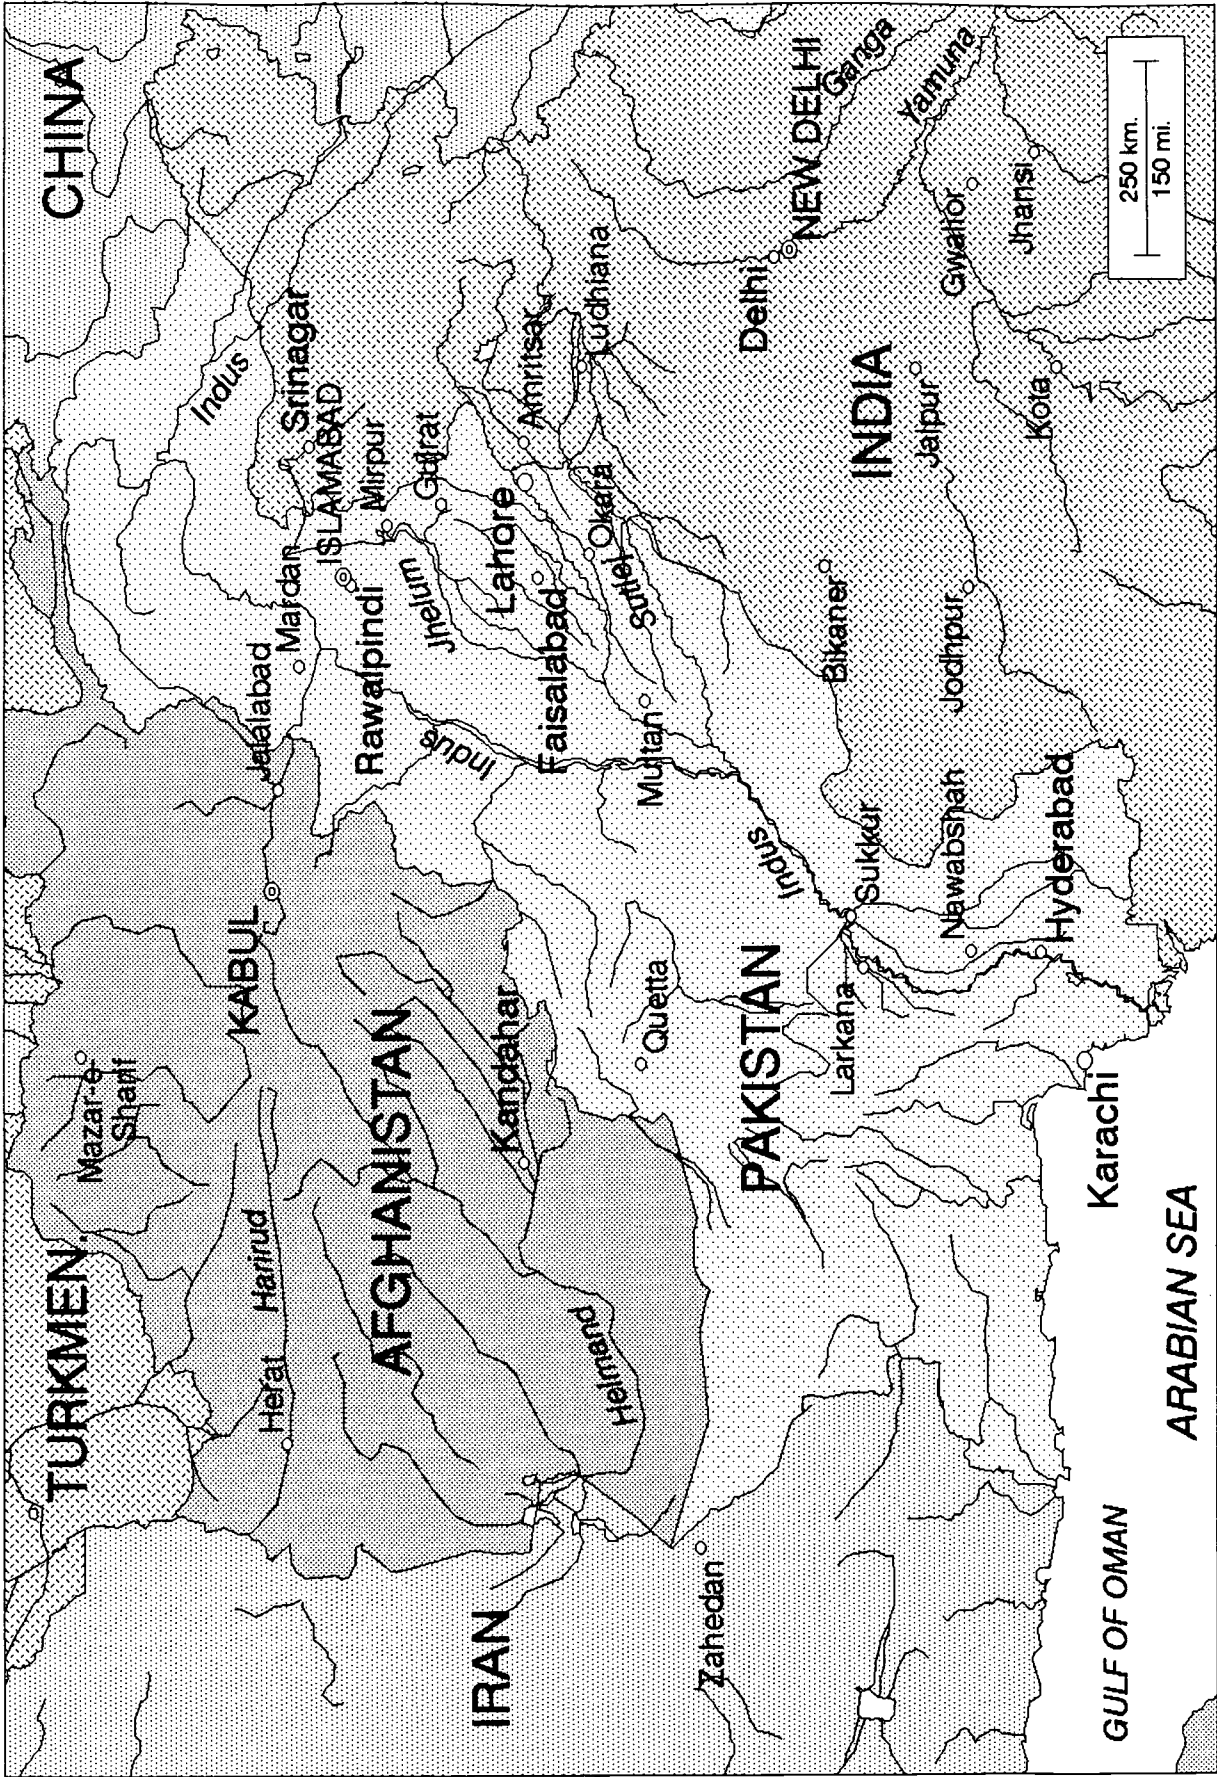 TURKMEN.
CHINA
Mazar-e
Sharif
Indus
KABUL
Jalalabad
Harirud
Herat
Mardan
Srinagar
ISLAMABAD
Rawalpindi
Mirpur
AFGHANISTAN
Jhelum
Gujrat
Indus
IRAN
Kandahar
Lahore
Amritsar
Faisalabad
Okara
Ludhiana
Helmand
Sutlej
Multan
Quetta
Zahedan
Delhi
NEW DELHI
Ganga
PAKISTAN
Indus
Bikaner
Yamuna
Larkana
Sukkur
INDIA
Jaipur
Nawabshah
Jodhpur
Gwalior
Jhansi
Kota
Hyderabad
Karachi
GULF OF OMAN
ARABIAN SEA
250 km.
150 mi.